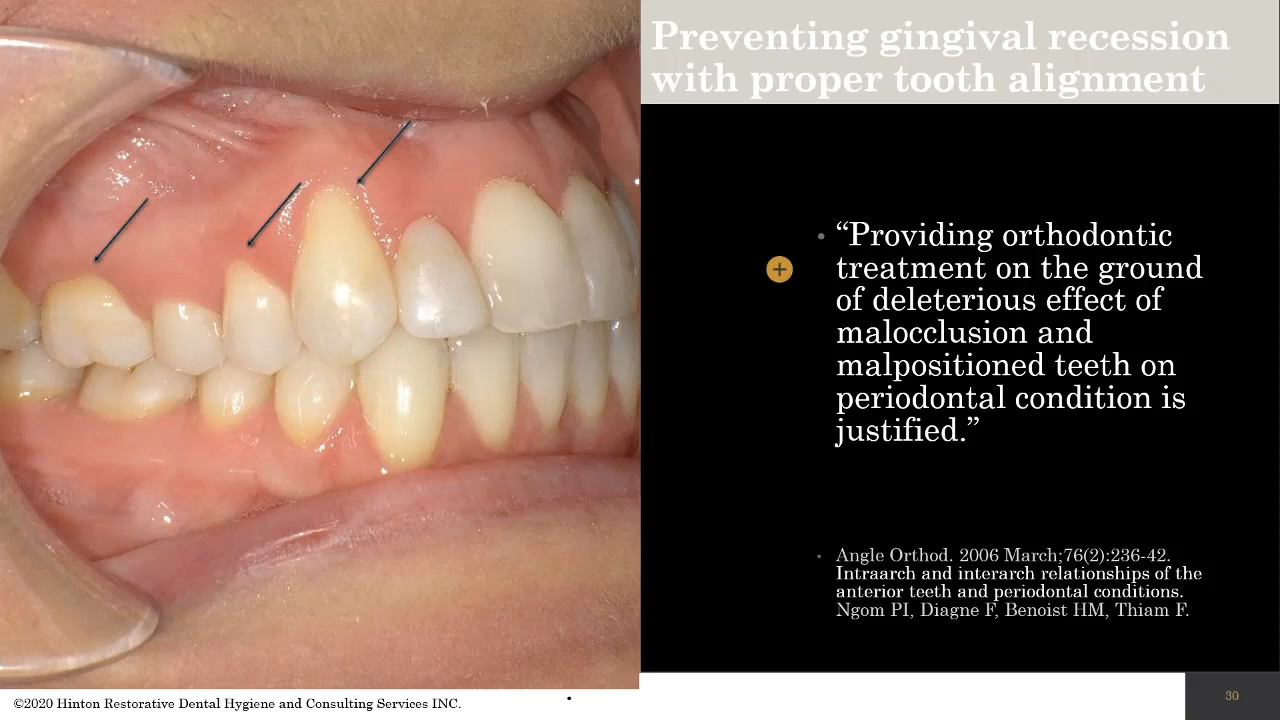 Preventing gingival recession
with proper tooth alignment
• “Providing orthodontic
treatment on the ground
of deleterious effect of
malocclusion and
malpositioned teeth on
periodontal condition is
justified.”
• Angle Orthod. 2006 March;76(2):236-42.
Intraarch and interarch relationships of the
anterior teeth and periodontal conditions.
Ngom PI, Diagne F, Benoist HM, Thiam F.
©2020 Hinton Restorative Dental Hygiene and Consulting Services INC.
30